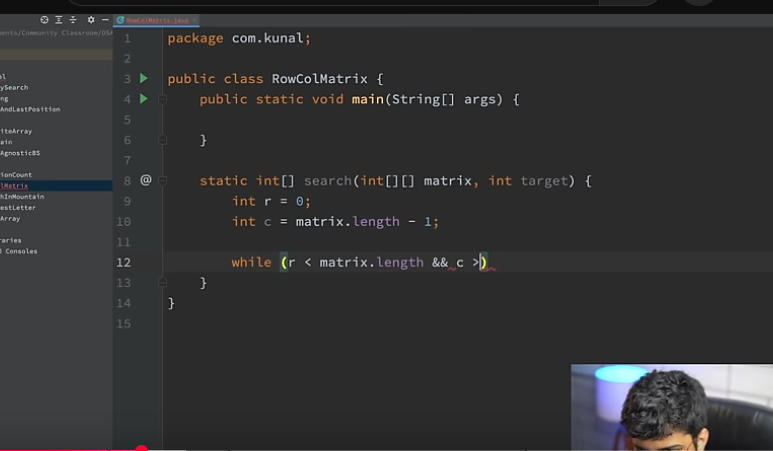 RowColMatrix.java
ents/Community Classroom/DSA
ySearch
ng
AndLastPosition
iteArray
ain
AgnosticBS
ionCount
lMatrix
hInMountain
estLetter
Array
raries
d Consoles
1 package com.kunal;
2
3 public class RowColMatrix {
4 public static void main(String[] args) {
5
6 }
7
8 @ static int[] search(int[][] matrix, int target) {
9 int r = 0;
10 int c = matrix.length - 1;
11
12 while (r < matrix.length && c >)
13 }
14 }
15